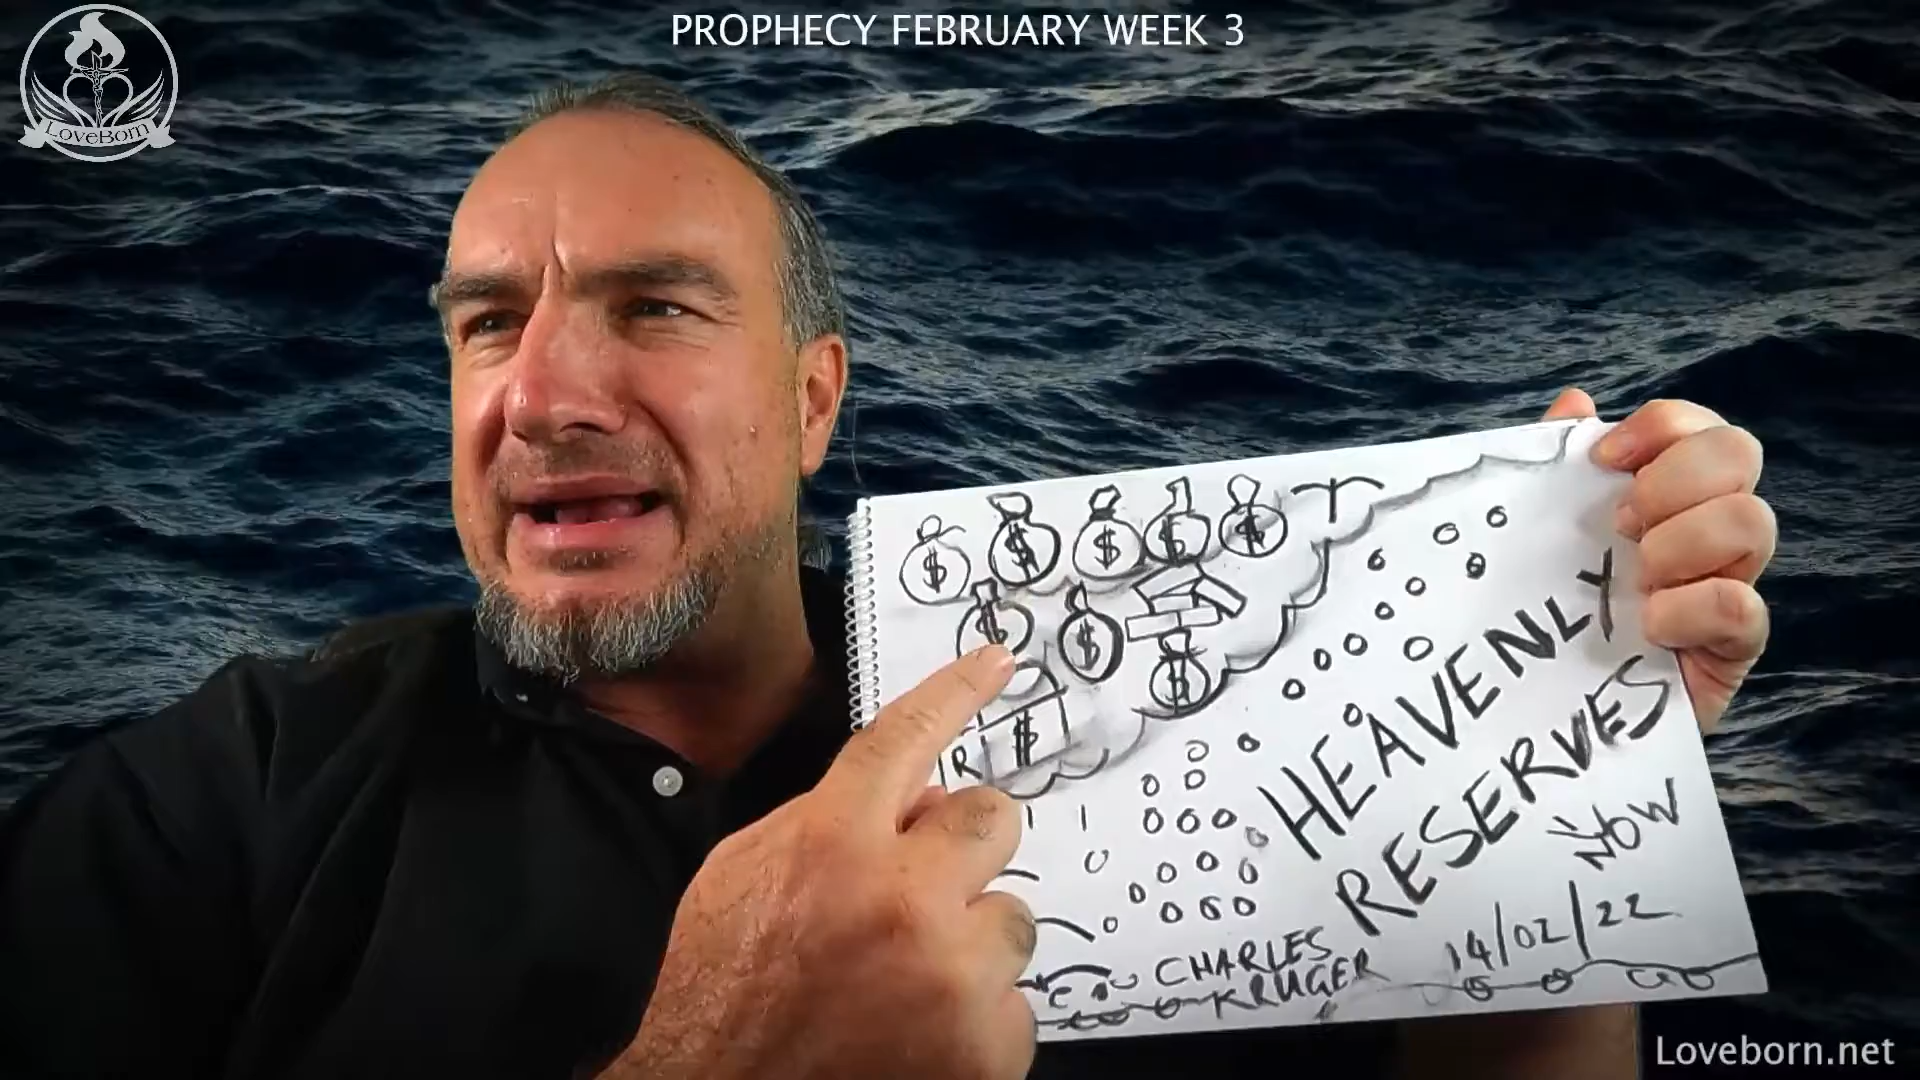 PROPHECY FEBRUARY WEEK 3
LoveBorn
$ $ $ $ $
$ $ $
R $
HEAVENLY
RESERVES
NOW
14/02/22
CHARLES
KRUGER
Loveborn.net